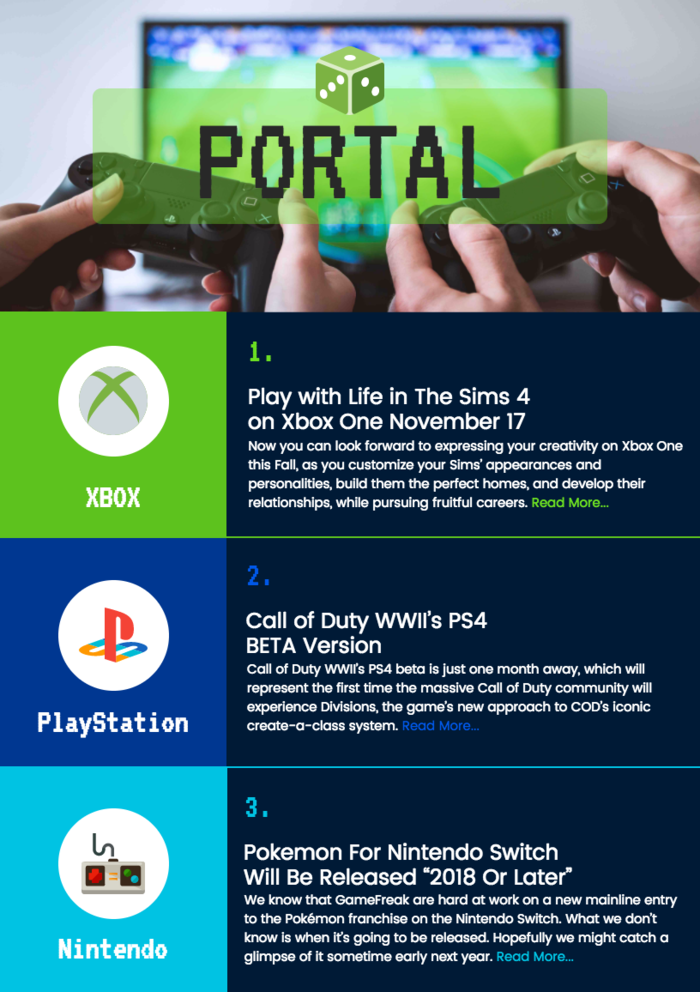 PORTAL
1.
Play with Life in The Sims 4
on Xbox One November 17
Now you can look forward to expressing your creativity on Xbox One
this Fall, as you customize your Sims' appearances and
personalities, build them the perfect homes, and develop their
relationships, while pursuing fruitful careers. Read More...
XBOX
2.
Call of Duty WWII's PS4
BETA Version
Call of Duty WWII's PS4 beta is just one month away, which will
represent the first time the massive Call of Duty community will
experience Divisions, the game's new approach to COD's iconic
create-a-class system. Read More...
PlayStation
3.
Pokemon For Nintendo Switch
Will Be Released “2018 Or Later”
We know that GameFreak are hard at work on a new mainline entry
to the Pokémon franchise on the Nintendo Switch. What we don't
know is when it's going to be released. Hopefully we might catch a
glimpse of it sometime early next year. Read More...
Nintendo